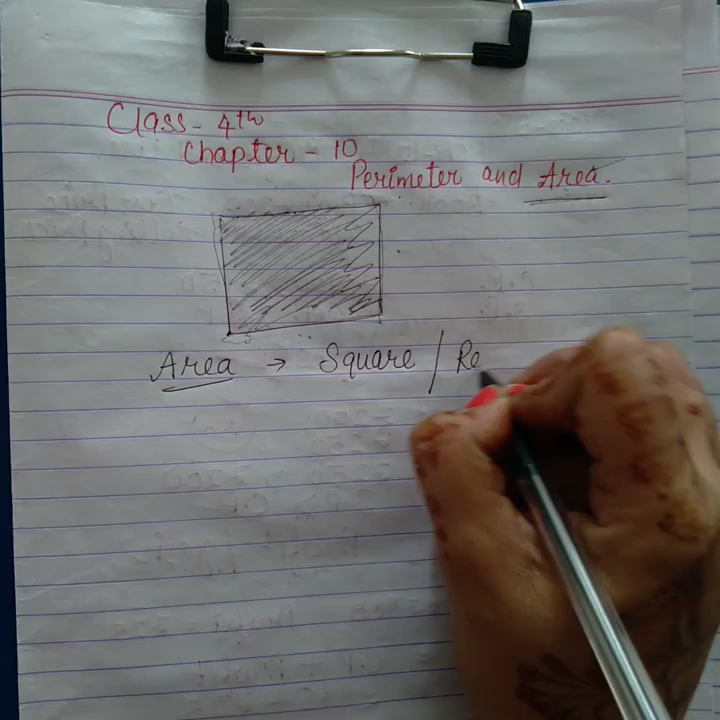 Class - 4th
Chapter - 10
Perimeter and Area.
Area → Square / Re